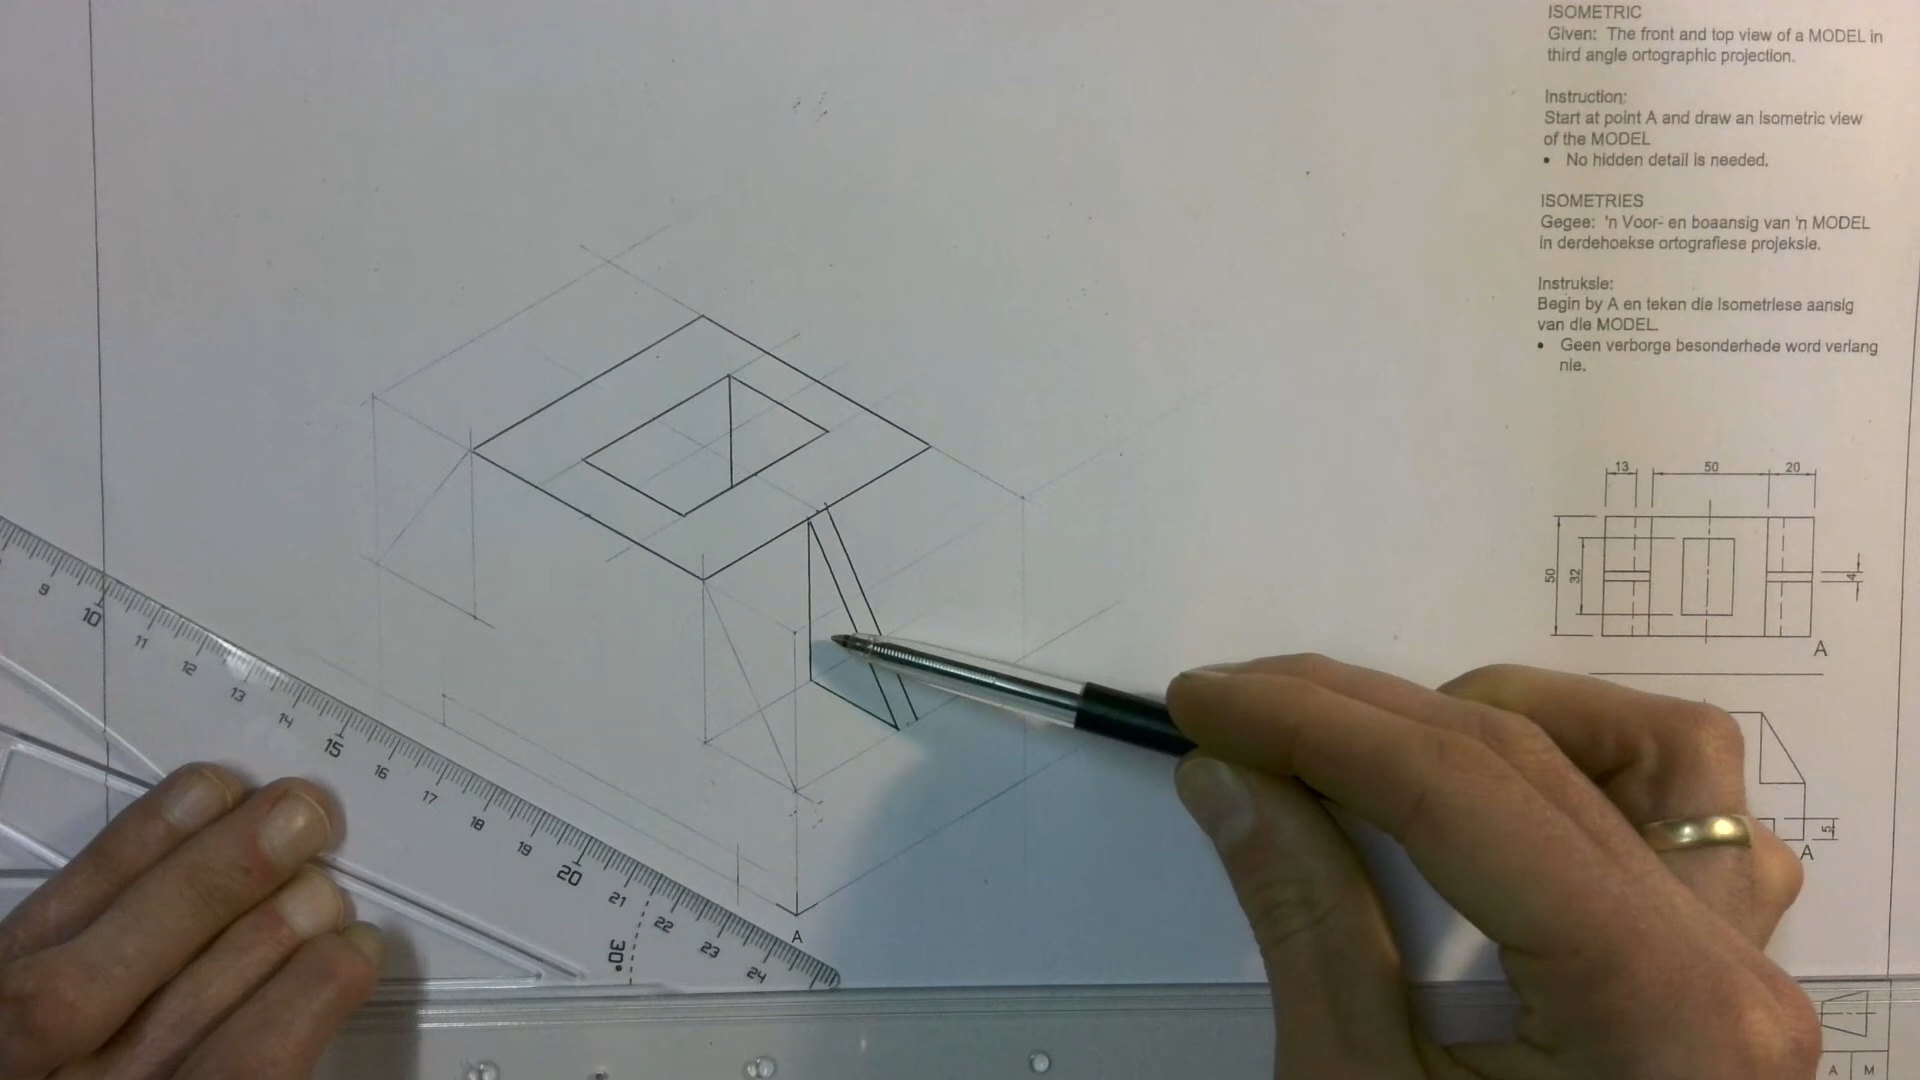 ISOMETRIC
Given: The front and top view of a MODEL in
third angle ortographic projection.
Instruction:
Start at point A and draw an Isometric view
of the MODEL
• No hidden detail is needed.
ISOMETRIES
Gegee: 'n Voor- en boaansig van 'n MODEL
in derdehoekse ortografiese projeksie.
Instruksie:
Begin by A en teken die Isometriese aansig
van die MODEL.
• Geen verborge besonderhede word verlang
nie.
13 50 20
50
32
4
A
5
A
A
9 10 11 12 13 14 15 16 17 18 19 20 21 22 23 24
30°
A M